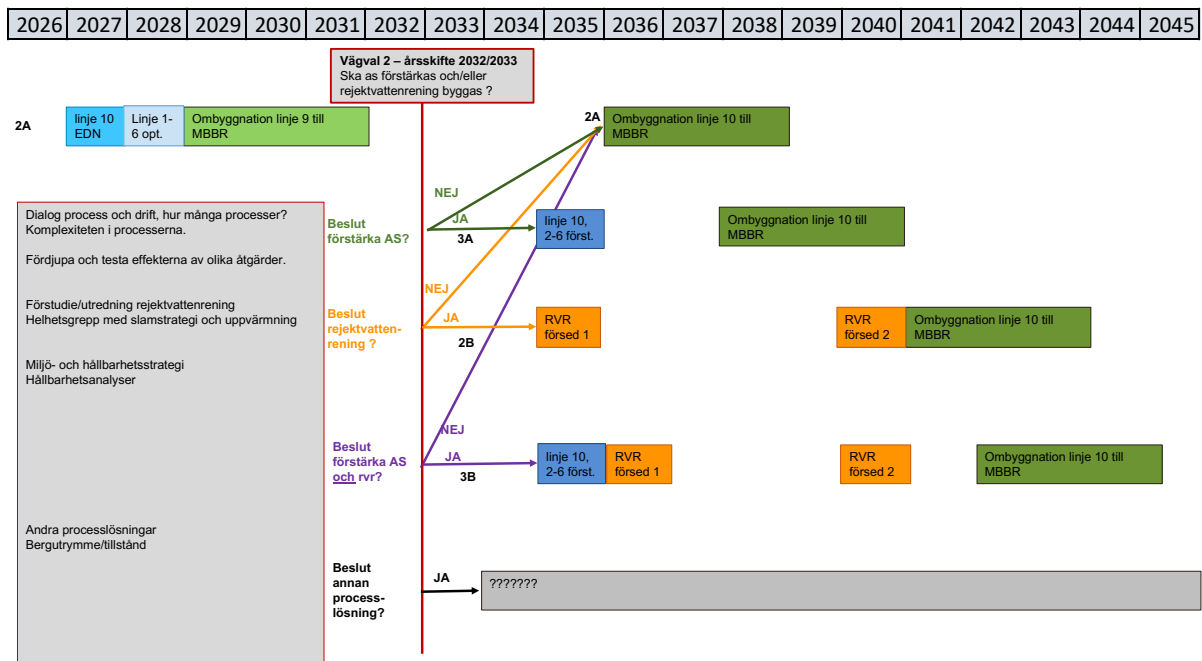 2026 2027 2028 2029 2030 2031 2032 2033 2034 2035 2036 2037 2038 2039 2040 2041 2042 2043 2044 2045
Vägval 2 – årsskifte 2032/2033
Ska as förstärkas och/eller
rejektvattenrening byggas ?
2A
linje 10
EDN
Linje 1-
6 opt.
Ombyggnation linje 9 till
MBBR
2A
Ombyggnation linje 10 till
MBBR
Dialog process och drift, hur många processer?
Komplexiteten i processerna.
Fördjupa och testa effekterna av olika åtgärder.
Förstudie/utredning rejektvattenrening
Helhetsgrepp med slamstrategi och uppvärmning
Miljö- och hållbarhetsstrategi
Hållbarhetsanalyser
Andra processlösningar
Bergutrymme/tillstånd
Beslut
förstärka AS?
NEJ
JA
3A
linje 10,
2-6 först.
Ombyggnation linje 10 till
MBBR
Beslut
rejektvatten-
rening ?
NEJ
JA
2B
RVR
försed 1
RVR
försed 2
Ombyggnation linje 10 till
MBBR
Beslut
förstärka AS
och rvr?
NEJ
JA
3B
linje 10,
2-6 först.
RVR
försed 1
RVR
försed 2
Ombyggnation linje 10 till
MBBR
Beslut
annan
process-
lösning?
JA
???????